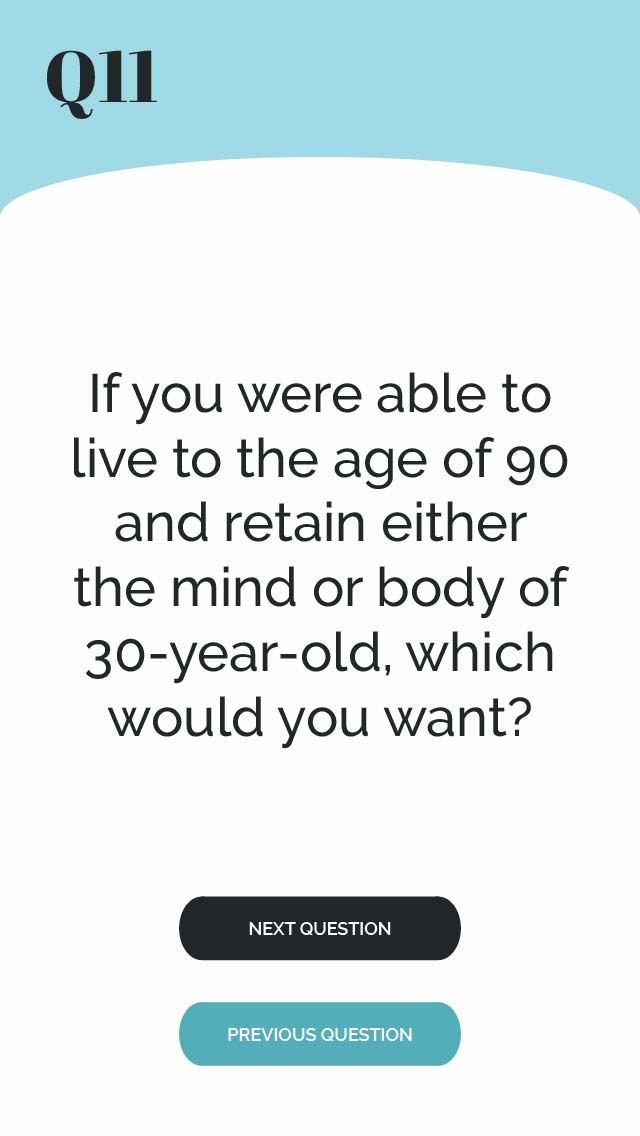 Q11
If you were able to
live to the age of 90
and retain either
the mind or body of
30-year-old, which
would you want?
NEXT QUESTION
PREVIOUS QUESTION